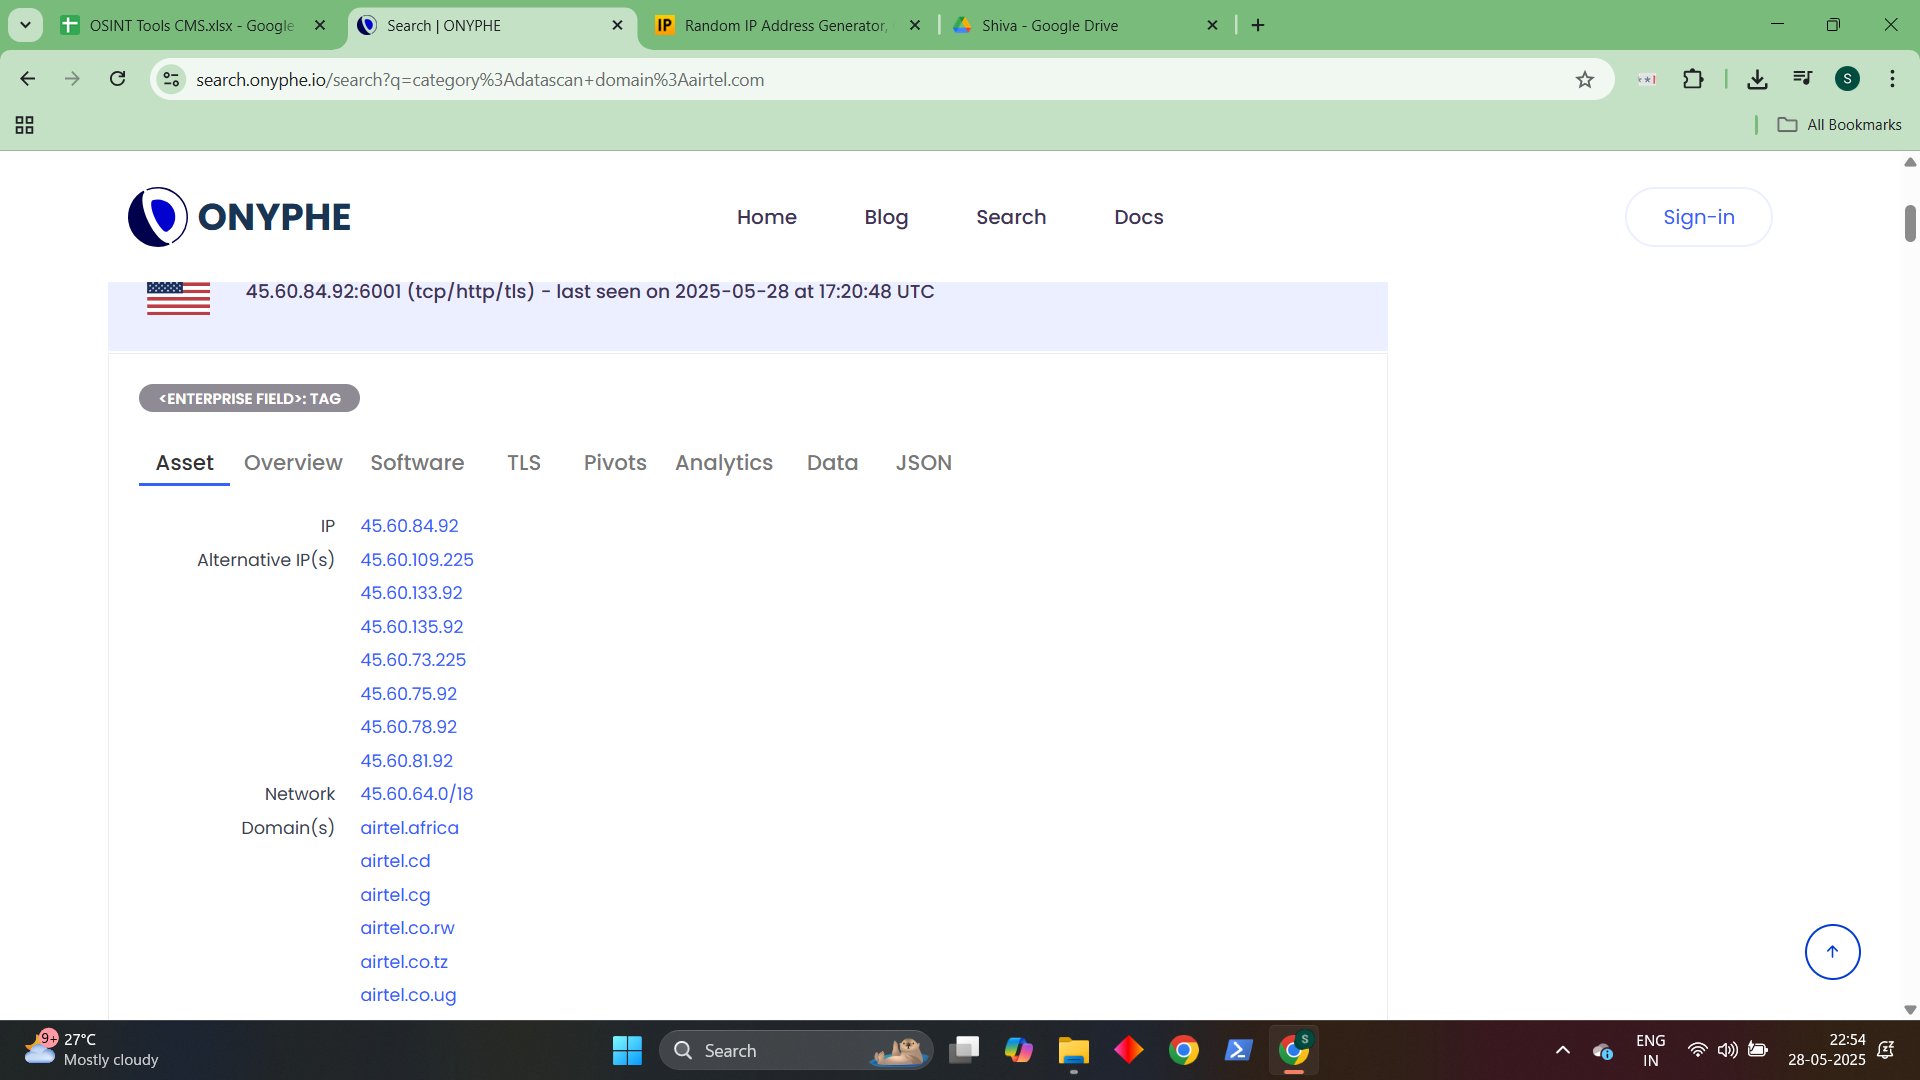 OSINT Tools CMS.xlsx - Google
Search | ONYPHE
IP
Random IP Address Generator,
Shiva - Google Drive
search.onyphe.io/search?q=category%3Adatascan+domain%3Aairtel.com
S
All Bookmarks
ONYPHE
Home
Blog
Search
Docs
Sign-in
45.60.84.92:6001 (tcp/http/tls) - last seen on 2025-05-28 at 17:20:48 UTC
<ENTERPRISE FIELD>: TAG
Asset
Overview
Software
TLS
Pivots
Analytics
Data
JSON
IP 45.60.84.92
Alternative IP(s) 45.60.109.225
45.60.133.92
45.60.135.92
45.60.73.225
45.60.75.92
45.60.78.92
45.60.81.92
Network 45.60.64.0/18
Domain(s) airtel.africa
airtel.cd
airtel.cg
airtel.co.rw
airtel.co.tz
airtel.co.ug
9+
27°C
Mostly cloudy
Search
S
ENG
IN
22:54
28-05-2025